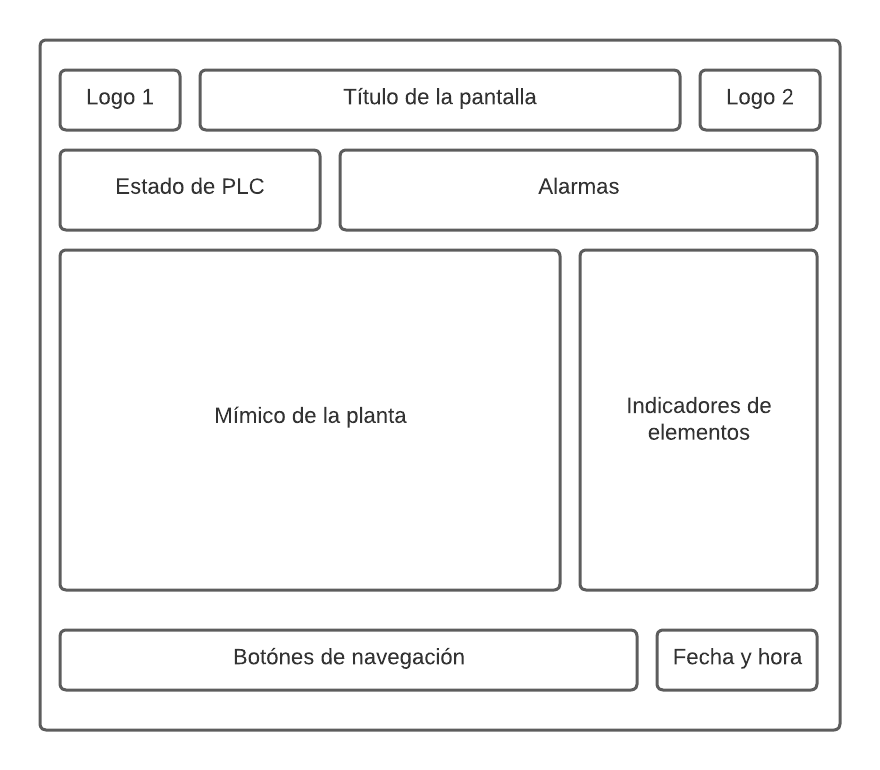 Logo 1
Título de la pantalla
Logo 2
Estado de PLC
Alarmas
Mímico de la planta
Indicadores de
elementos
Botónes de navegación
Fecha y hora